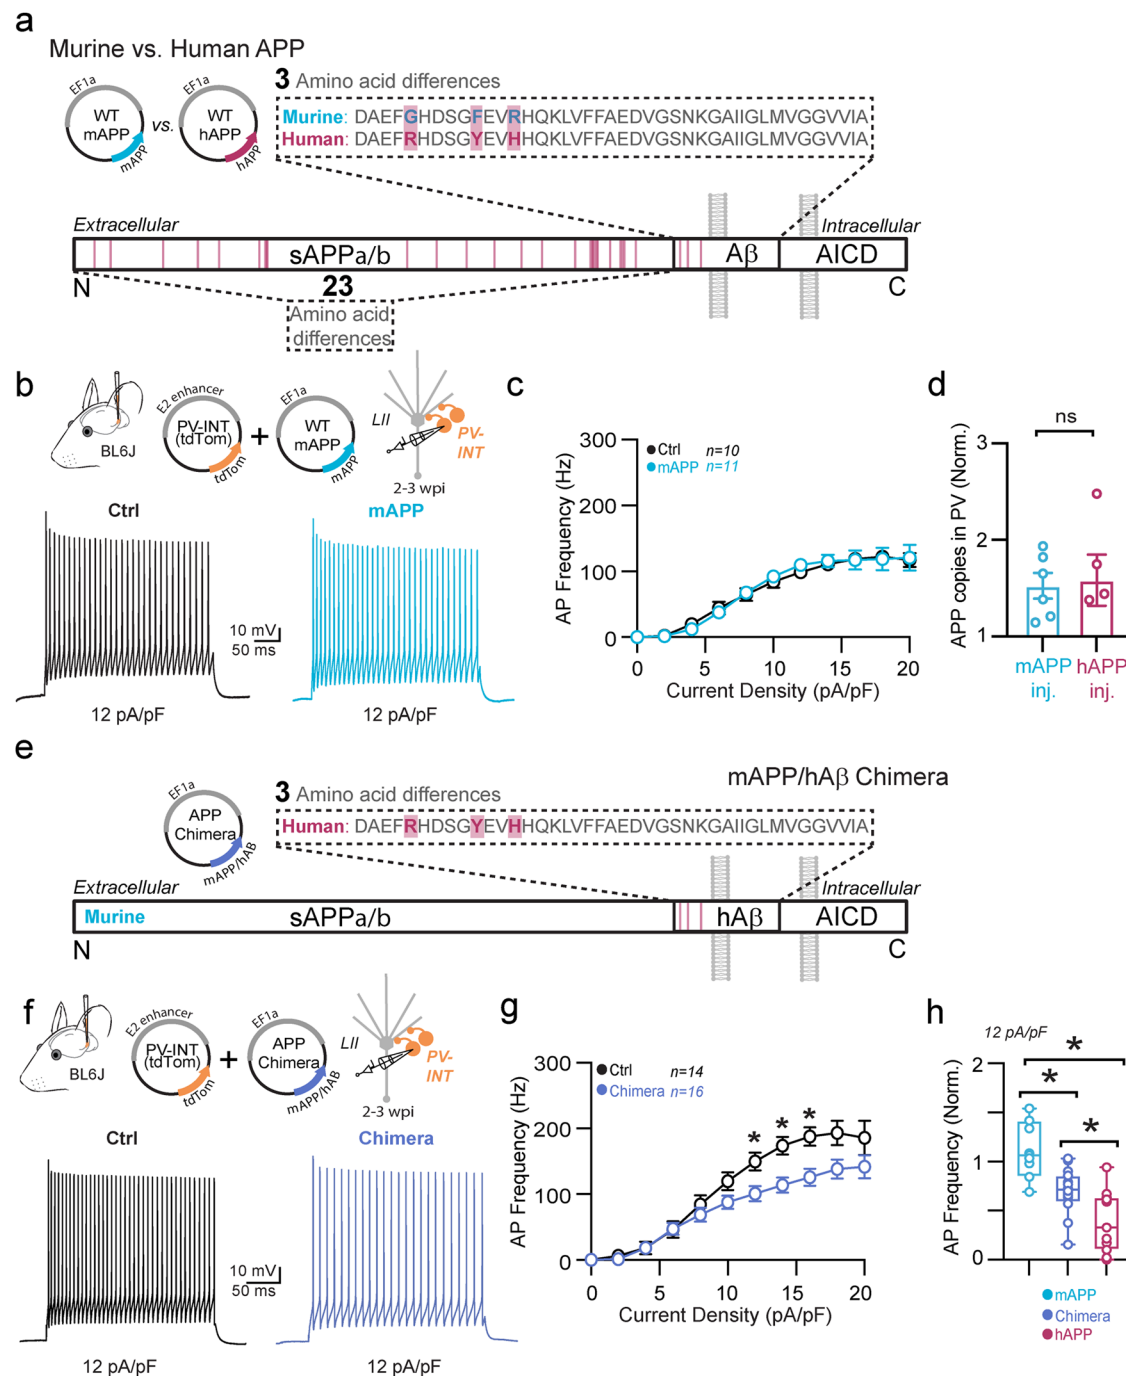 a
Murine vs. Human APP
EF1a
WT
mAPP
mAPP
vs.
EF1a
WT
hAPP
hAPP
3 Amino acid differences
Murine: DAEFGHDSGFEVRHQKLVFFAEDVGSNKGAIIGLMVGGVVIA
Human: DAEFRHDSGYEVHHQKLVFFAEDVGSNKGAIIGLMVGGVVIA
Extracellular
Intracellular
sAPPa/b
Aβ
AICD
N
23
C
Amino acid
differences
b
BL6J
E2 enhancer
PV-INT
(tdTom)
tdTom
+
EF1a
WT
mAPP
mAPP
LII
PV-
INT
2-3 wpi
Ctrl
mAPP
10 mV
50 ms
12 pA/pF
12 pA/pF
c
AP Frequency (Hz)
300
200
100
0
Ctrl n=10
mAPP n=11
0 5 10 15 20
Current Density (pA/pF)
d
ns
APP copies in PV (Norm.)
3
2
1
mAPP hAPP
inj. inj.
e
mAPP/hAβ Chimera
EF1a
APP
Chimera
mAPP/hAB
3 Amino acid differences
Human: DAEFRHDSGYEVHHQKLVFFAEDVGSNKGAIIGLMVGGVVIA
Extracellular
Intracellular
Murine
sAPPa/b
hAβ
AICD
N
C
f
BL6J
E2 enhancer
PV-INT
(tdTom)
tdTom
+
EF1a
APP
Chimera
mAPP/hAB
LII
PV-
INT
2-3 wpi
Ctrl
Chimera
10 mV
50 ms
12 pA/pF
12 pA/pF
g
AP Frequency (Hz)
300
200
100
0
Ctrl n=14
Chimera n=16
* * *
0 5 10 15 20
Current Density (pA/pF)
h
12 pA/pF
*
*
*
AP Frequency (Norm.)
2
1
0
mAPP
Chimera
hAPP